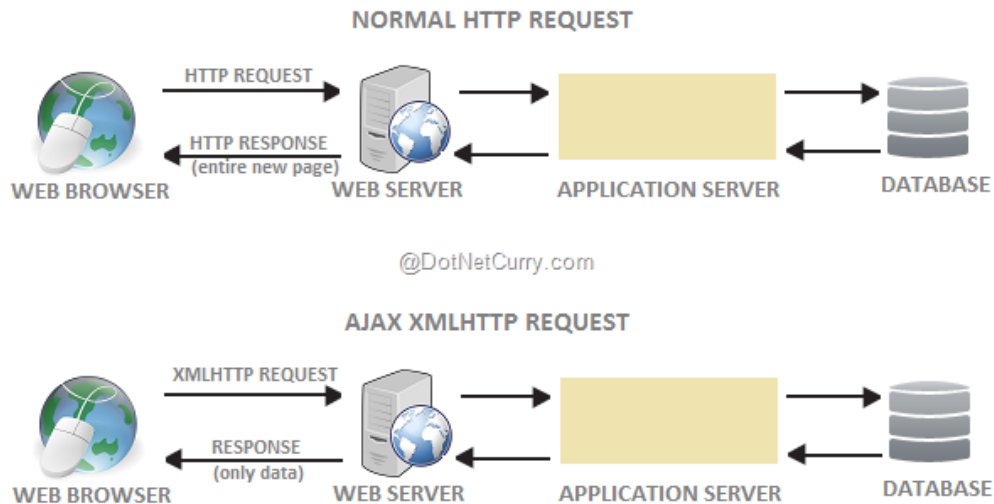 NORMAL HTTP REQUEST
HTTP REQUEST
HTTP RESPONSE
(entire new page)
WEB BROWSER
WEB SERVER
APPLICATION SERVER
DATABASE
@DotNetCurry.com
AJAX XMLHTTP REQUEST
XMLHTTP REQUEST
RESPONSE
(only data)
WEB BROWSER
WEB SERVER
APPLICATION SERVER
DATABASE